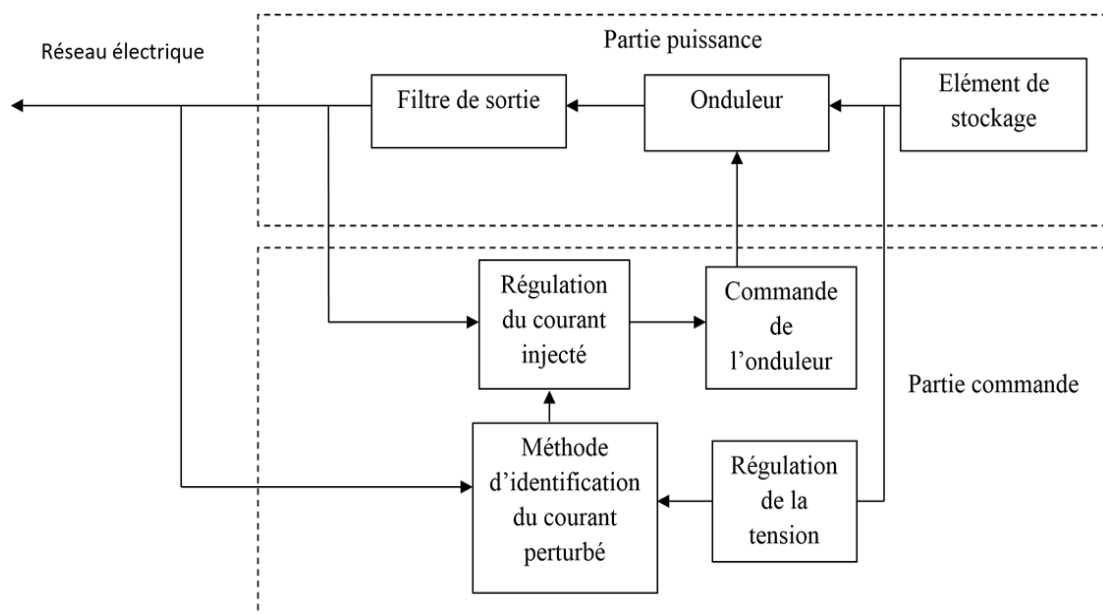 Partie puissance
Réseau électrique
Filtre de sortie
Onduleur
Elément de
stockage
Régulation
du courant
injecté
Commande
de
l'onduleur
Partie commande
Méthode
d'identification
du courant
perturbé
Régulation
de la
tension